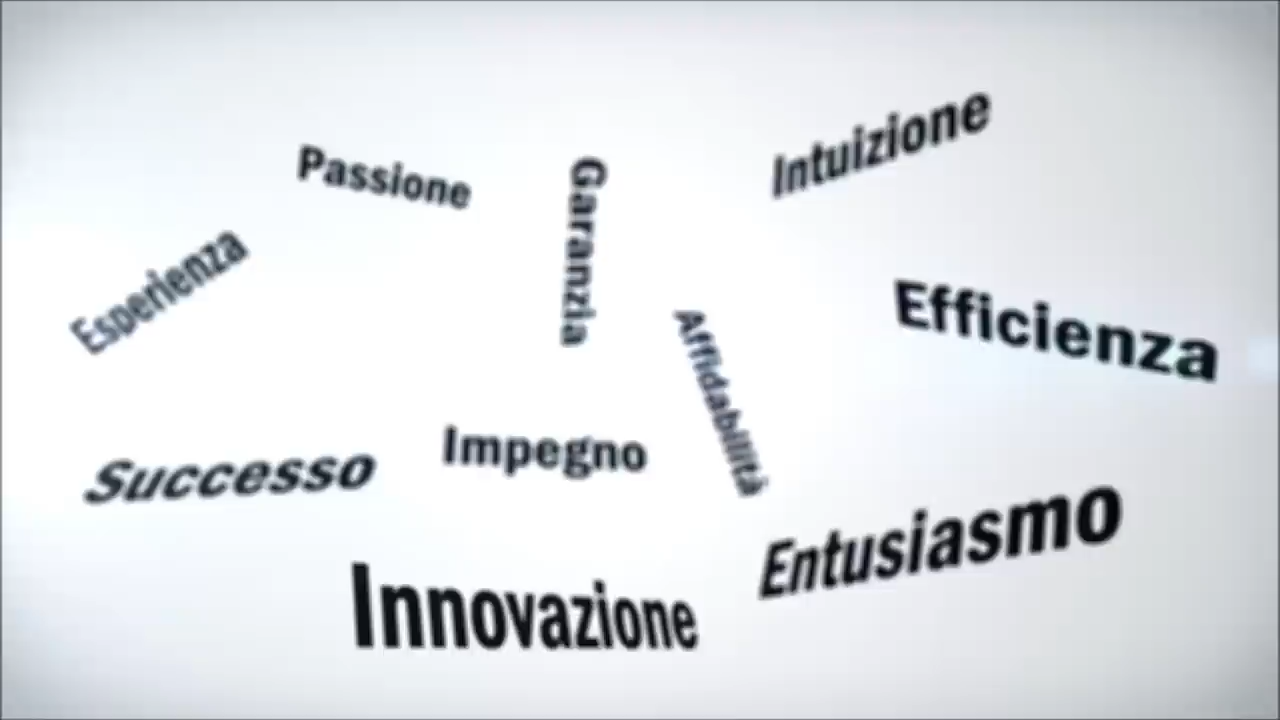 Intuizione
Passione
Garanzia
Esperienza
Efficienza
Affidabilità
Impegno
Successo
Entusiasmo
Innovazione